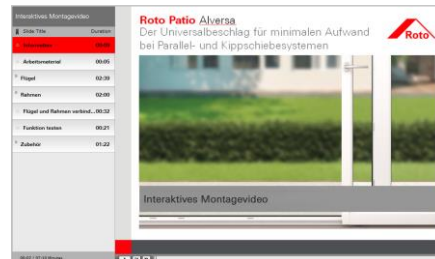 Interaktives Montagevideo
Slide Title Duration
Arbeitsmaterial 00:05
Flügel 02:39
Rahmen 02:00
Flügel und Rahmen verbind... 00:32
Funktion testen 00:21
Zubehör 01:22
Roto Patio Alversa
Der Universalbeschlag für minimalen Aufwand
bei Parallel- und Kippschiebesystemen
Roto
Interaktives Montagevideo